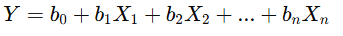 Y = b₀ + b₁X₁ + b₂X₂ + ... + bₙXₙ